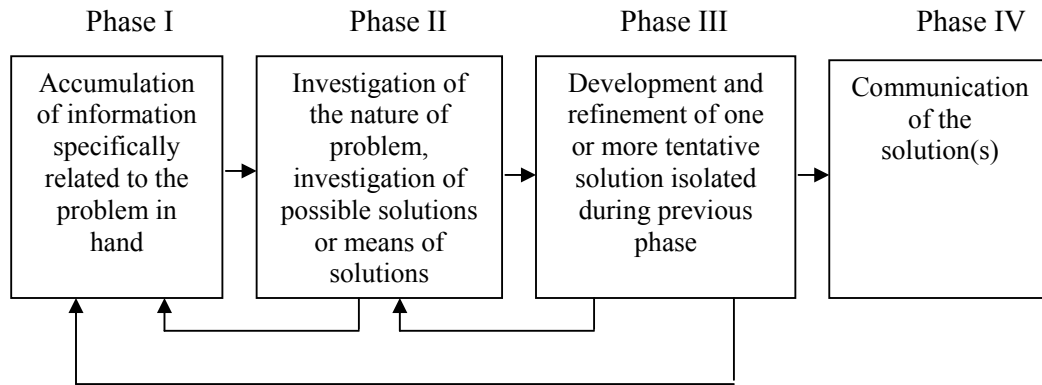 Phase I
Phase II
Phase III
Phase IV
Accumulation
of information
specifically
related to the
problem in
hand
Investigation of
the nature of
problem,
investigation of
possible solutions
or means of
solutions
Development and
refinement of one
or more tentative
solution isolated
during previous
phase
Communication
of the
solution(s)